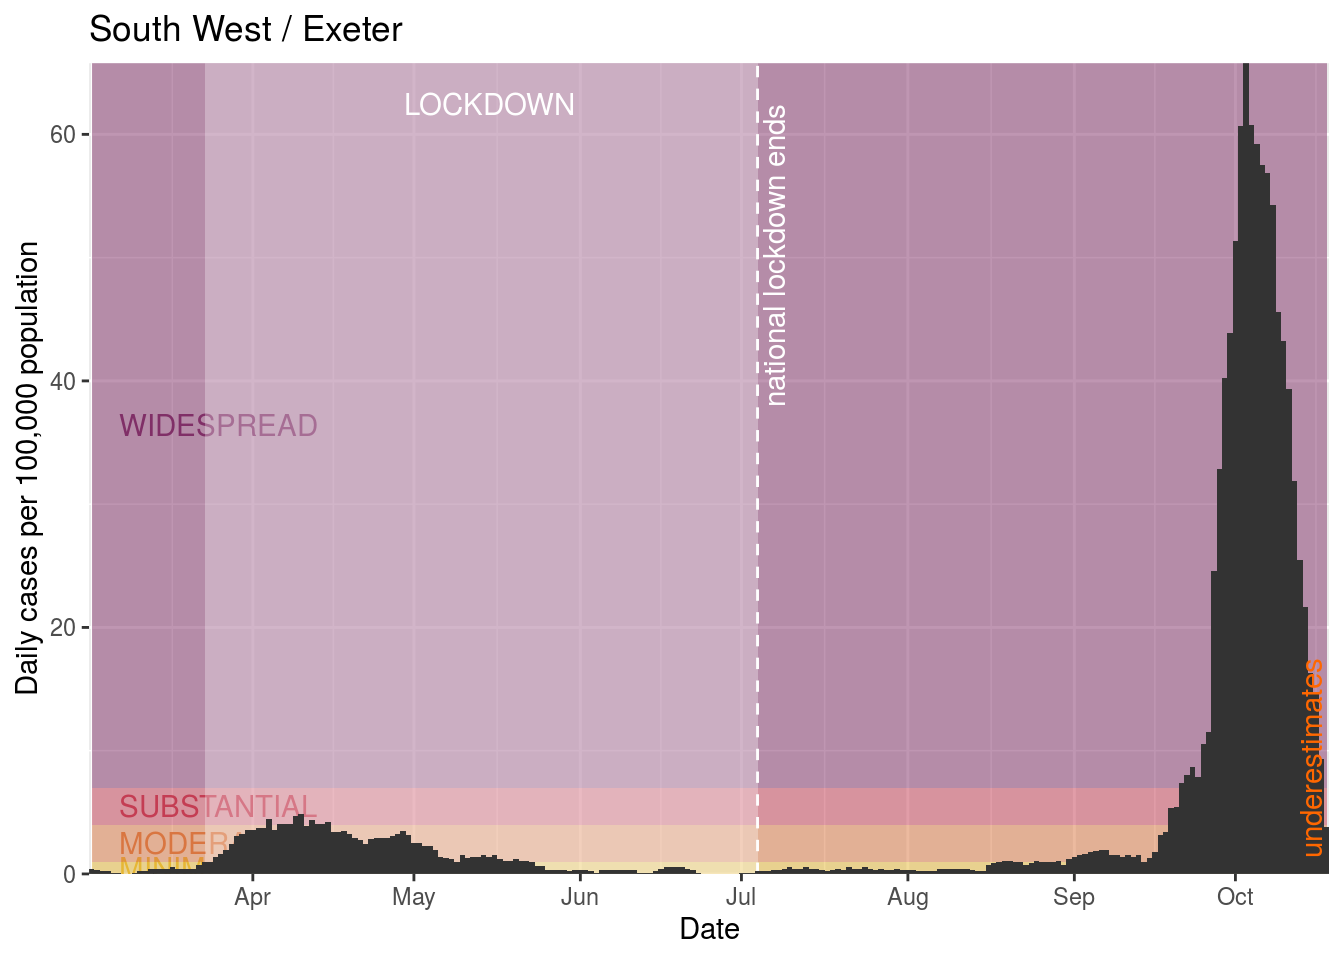 South West / Exeter
Daily cases per 100,000 population
60
40
20
0
LOCKDOWN
national lockdown ends
WIDESPREAD
SUBSTANTIAL
underestimates
Apr
May
Jun
Jul
Aug
Sep
Oct
Date